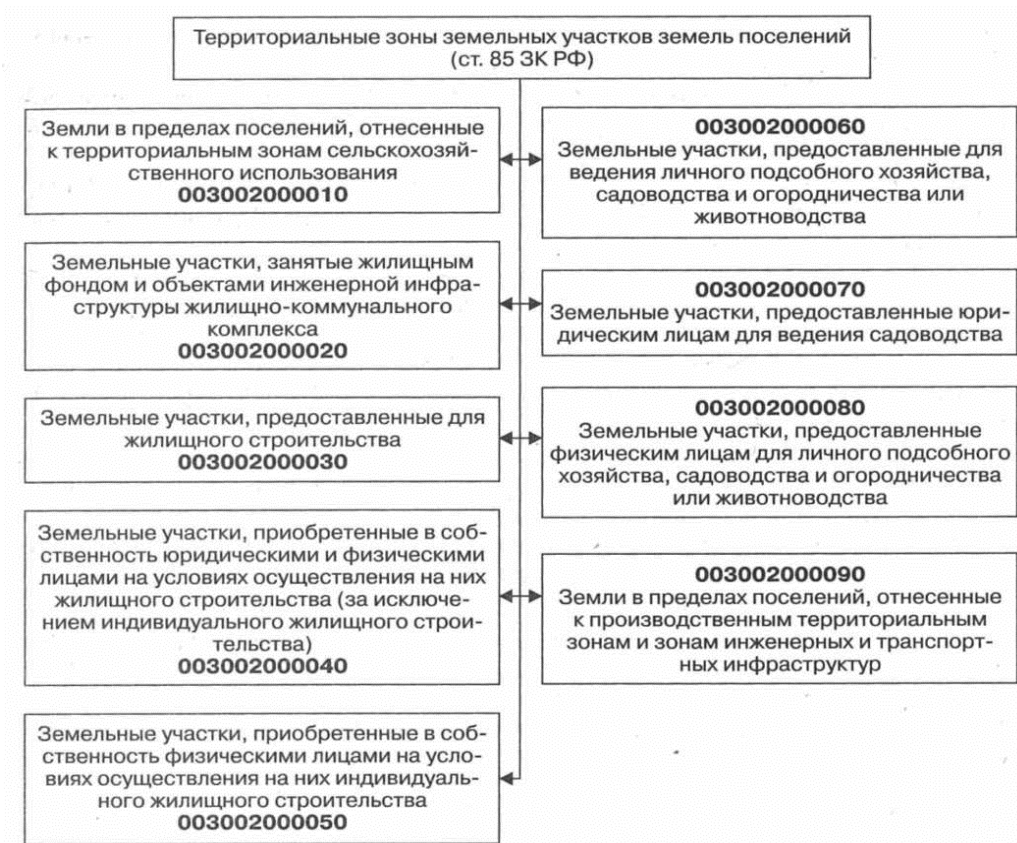 Территориальные зоны земельных участков земель поселений
(ст. 85 ЗК РФ)
Земли в пределах поселений, отнесенные
к территориальным зонам сельскохозяй-
ственного использования
003002000010
Земельные участки, занятые жилищным
фондом и объектами инженерной инфра-
структуры жилищно-коммунального
комплекса
003002000020
Земельные участки, предоставленные для
жилищного строительства
003002000030
Земельные участки, приобретенные в соб-
ственность юридическими и физическими
лицами на условиях осуществления на них
жилищного строительства (за исключе-
нием индивидуального жилищного строи-
тельства)
003002000040
Земельные участки, приобретенные в соб-
ственность физическими лицами на усло-
виях осуществления на них индивидуаль-
ного жилищного строительства
003002000050
003002000060
Земельные участки, предоставленные для
ведения личного подсобного хозяйства,
садоводства и огородничества или
животноводства
003002000070
Земельные участки, предоставленные юри-
дическим лицам для ведения садоводства
003002000080
Земельные участки, предоставленные
физическим лицам для личного подсобного
хозяйства, садоводства и огородничества
или животноводства
003002000090
Земли в пределах поселений, отнесенные
к производственным территориальным
зонам и зонам инженерных и транспорт-
ных инфраструктур